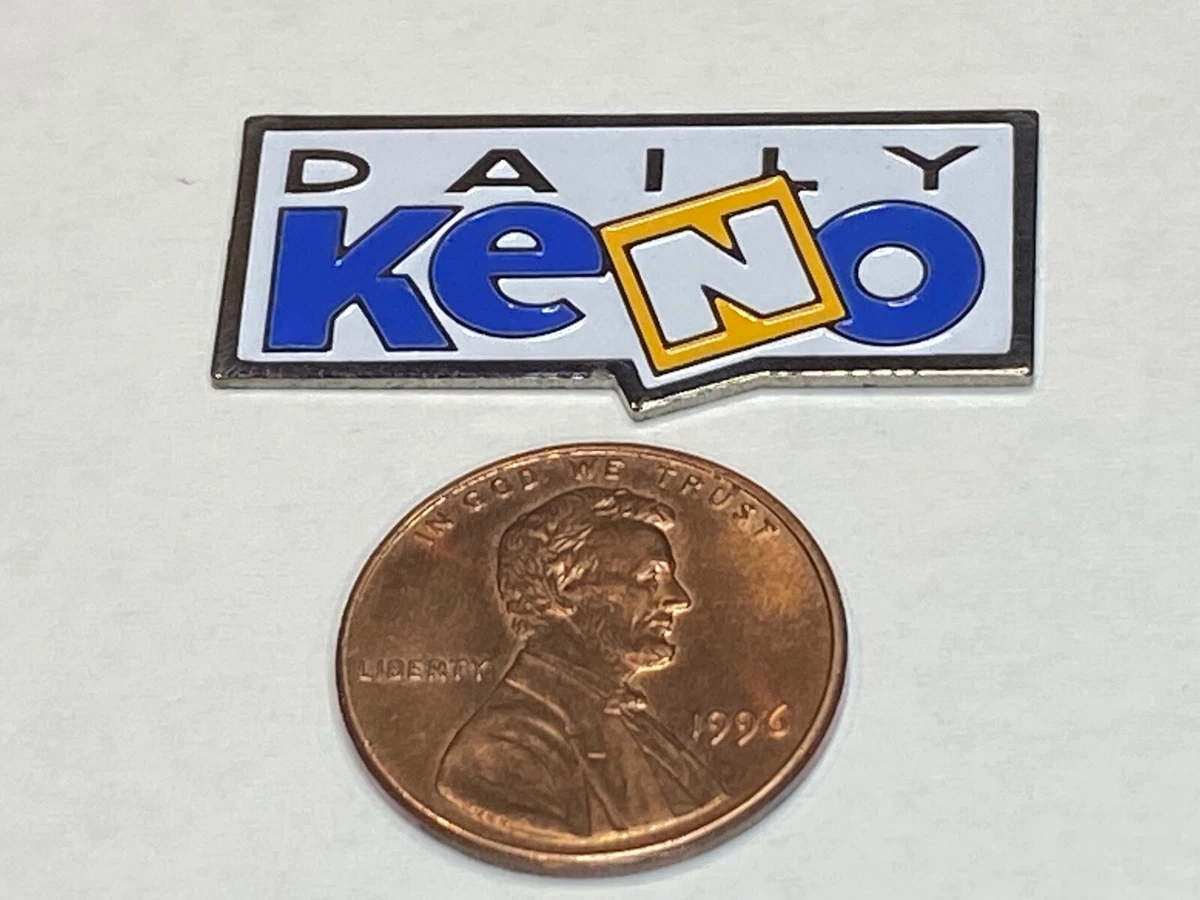 DAILY
KeNo
IN GOD WE TRUST
LIBERTY
1996